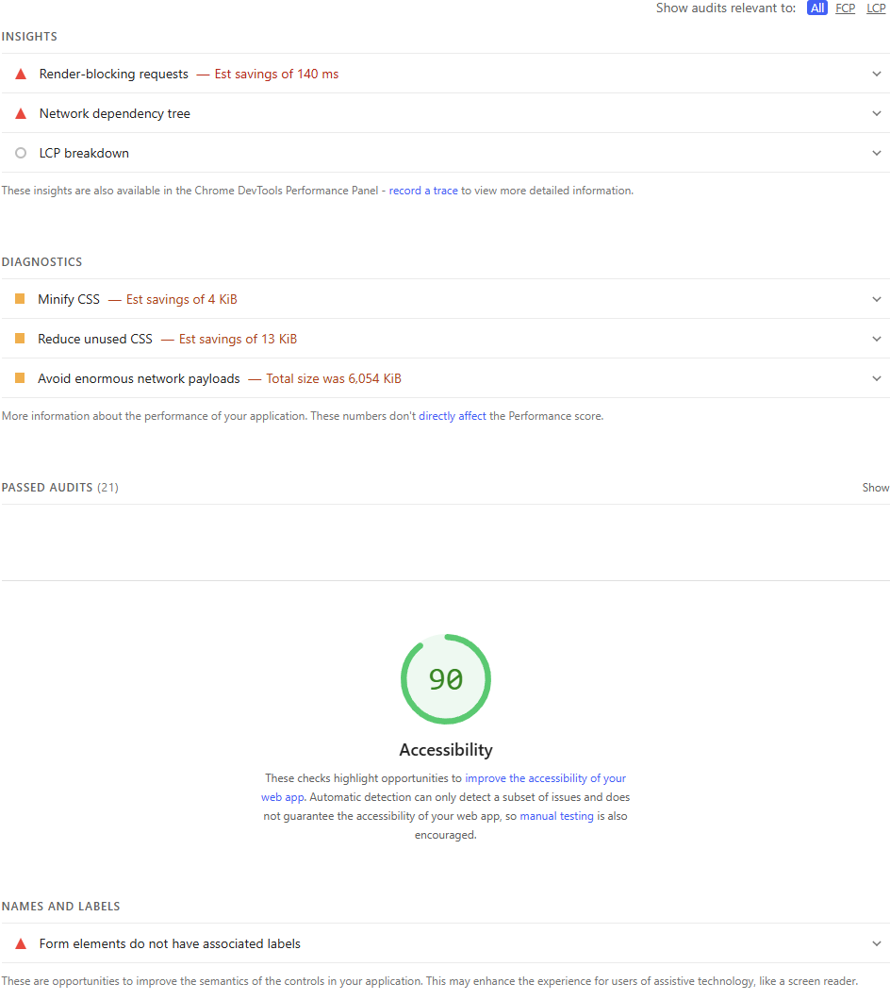 Show audits relevant to: All FCP LCP
INSIGHTS
Render-blocking requests — Est savings of 140 ms
Network dependency tree
LCP breakdown
These insights are also available in the Chrome DevTools Performance Panel - record a trace to view more detailed information.
DIAGNOSTICS
Minify CSS — Est savings of 4 KiB
Reduce unused CSS — Est savings of 13 KiB
Avoid enormous network payloads — Total size was 6,054 KiB
More information about the performance of your application. These numbers don't directly affect the Performance score.
PASSED AUDITS (21) Show
90
Accessibility
These checks highlight opportunities to improve the accessibility of your
web app. Automatic detection can only detect a subset of issues and does
not guarantee the accessibility of your web app, so manual testing is also
encouraged.
NAMES AND LABELS
Form elements do not have associated labels
These are opportunities to improve the semantics of the controls in your application. This may enhance the experience for users of assistive technology, like a screen reader.